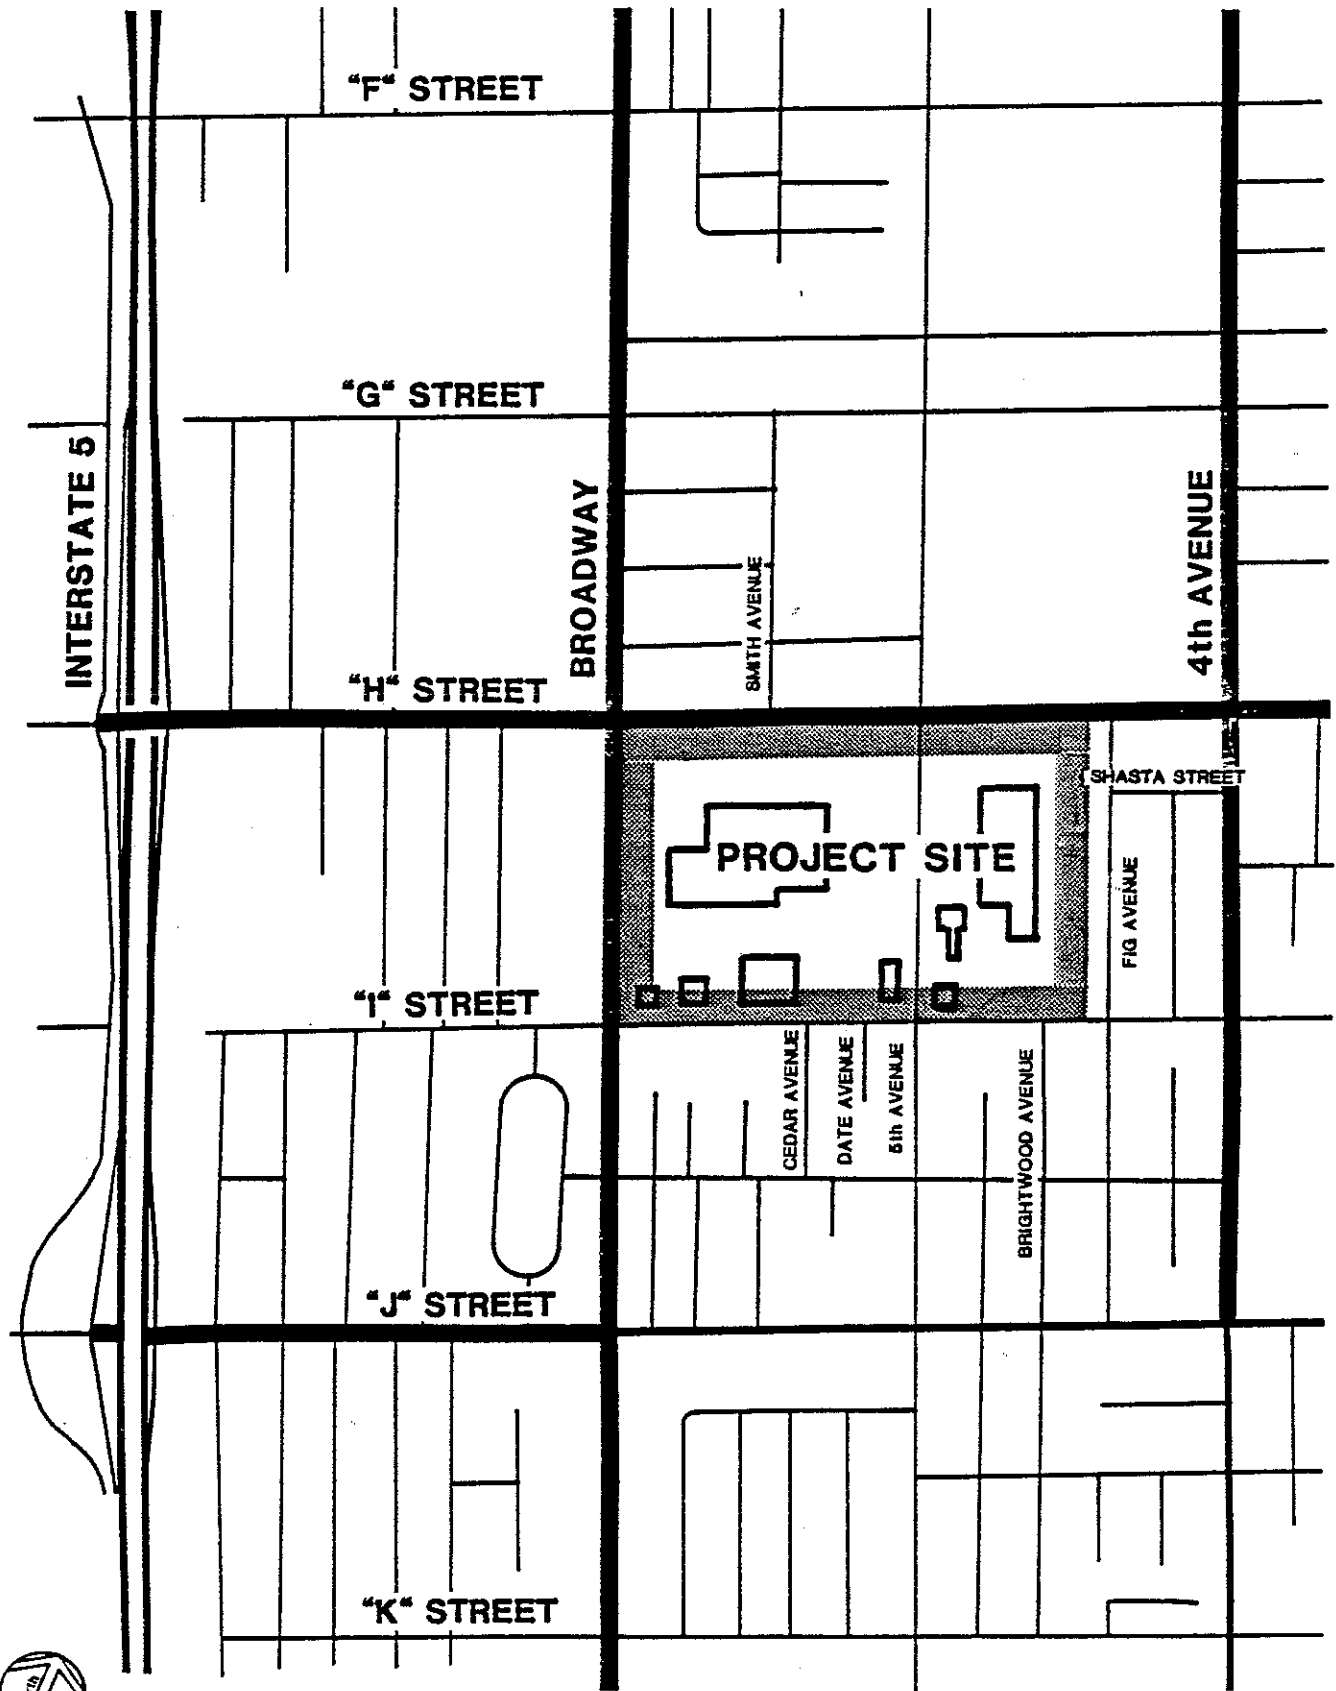 “F“ STREET
“G“ STREET
INTERSTATE 5
BROADWAY
4th AVENUE
SMITH AVENUE
“H“ STREET
SHASTA STREET
PROJECT SITE
FIG AVENUE
“I“ STREET
CEDAR AVENUE
DATE AVENUE
5th AVENUE
BRIGHTWOOD AVENUE
“J“ STREET
“K“ STREET